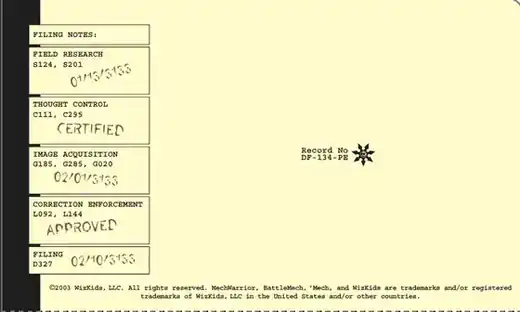 FILING NOTES:
FIELD RESEARCH
S124, S201
01/13/3133
THOUGHT CONTROL
C111, C295
CERTIFIED
IMAGE ACQUISITION
G185, G285, G020
02/01/3133
CORRECTION ENFORCEMENT
L092, L144
APPROVED
FILING
D327
02/10/3133
Record No
DF-134-PE
©2003 WizKids, LLC. All rights reserved. MechWarrior, BattleMech, 'Mech, and WizKids are trademarks and/or registered
trademarks of WizKids, LLC in the United States and/or other countries.